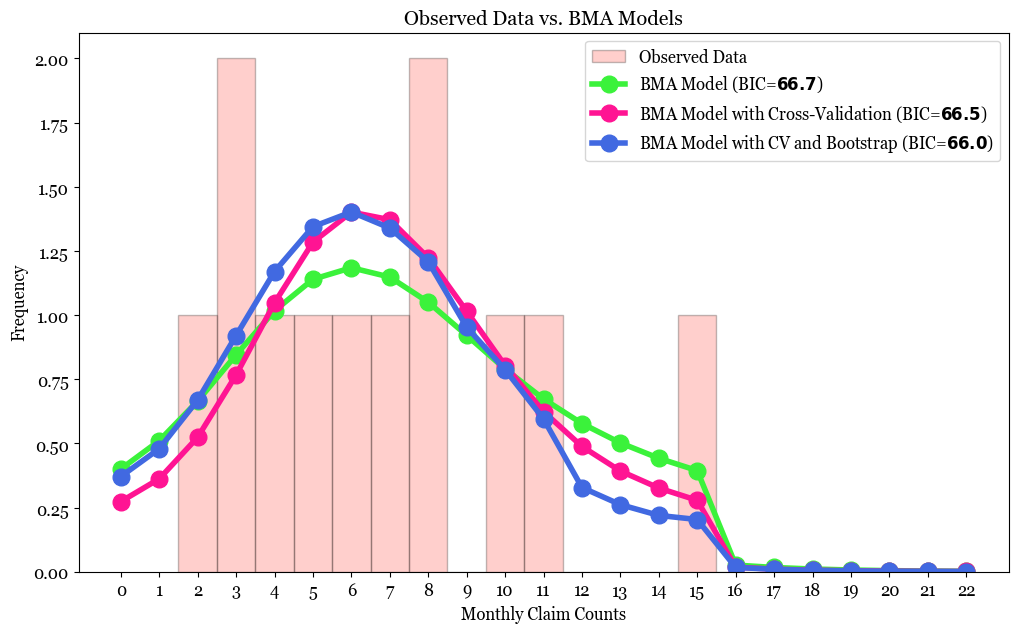 Observed Data vs. BMA Models
Observed Data
BMA Model (BIC=66.7)
BMA Model with Cross-Validation (BIC=66.5)
BMA Model with CV and Bootstrap (BIC=66.0)
Frequency
2.00
1.75
1.50
1.25
1.00
0.75
0.50
0.25
0.00
0 1 2 3 4 5 6 7 8 9 10 11 12 13 14 15 16 17 18 19 20 21 22
Monthly Claim Counts